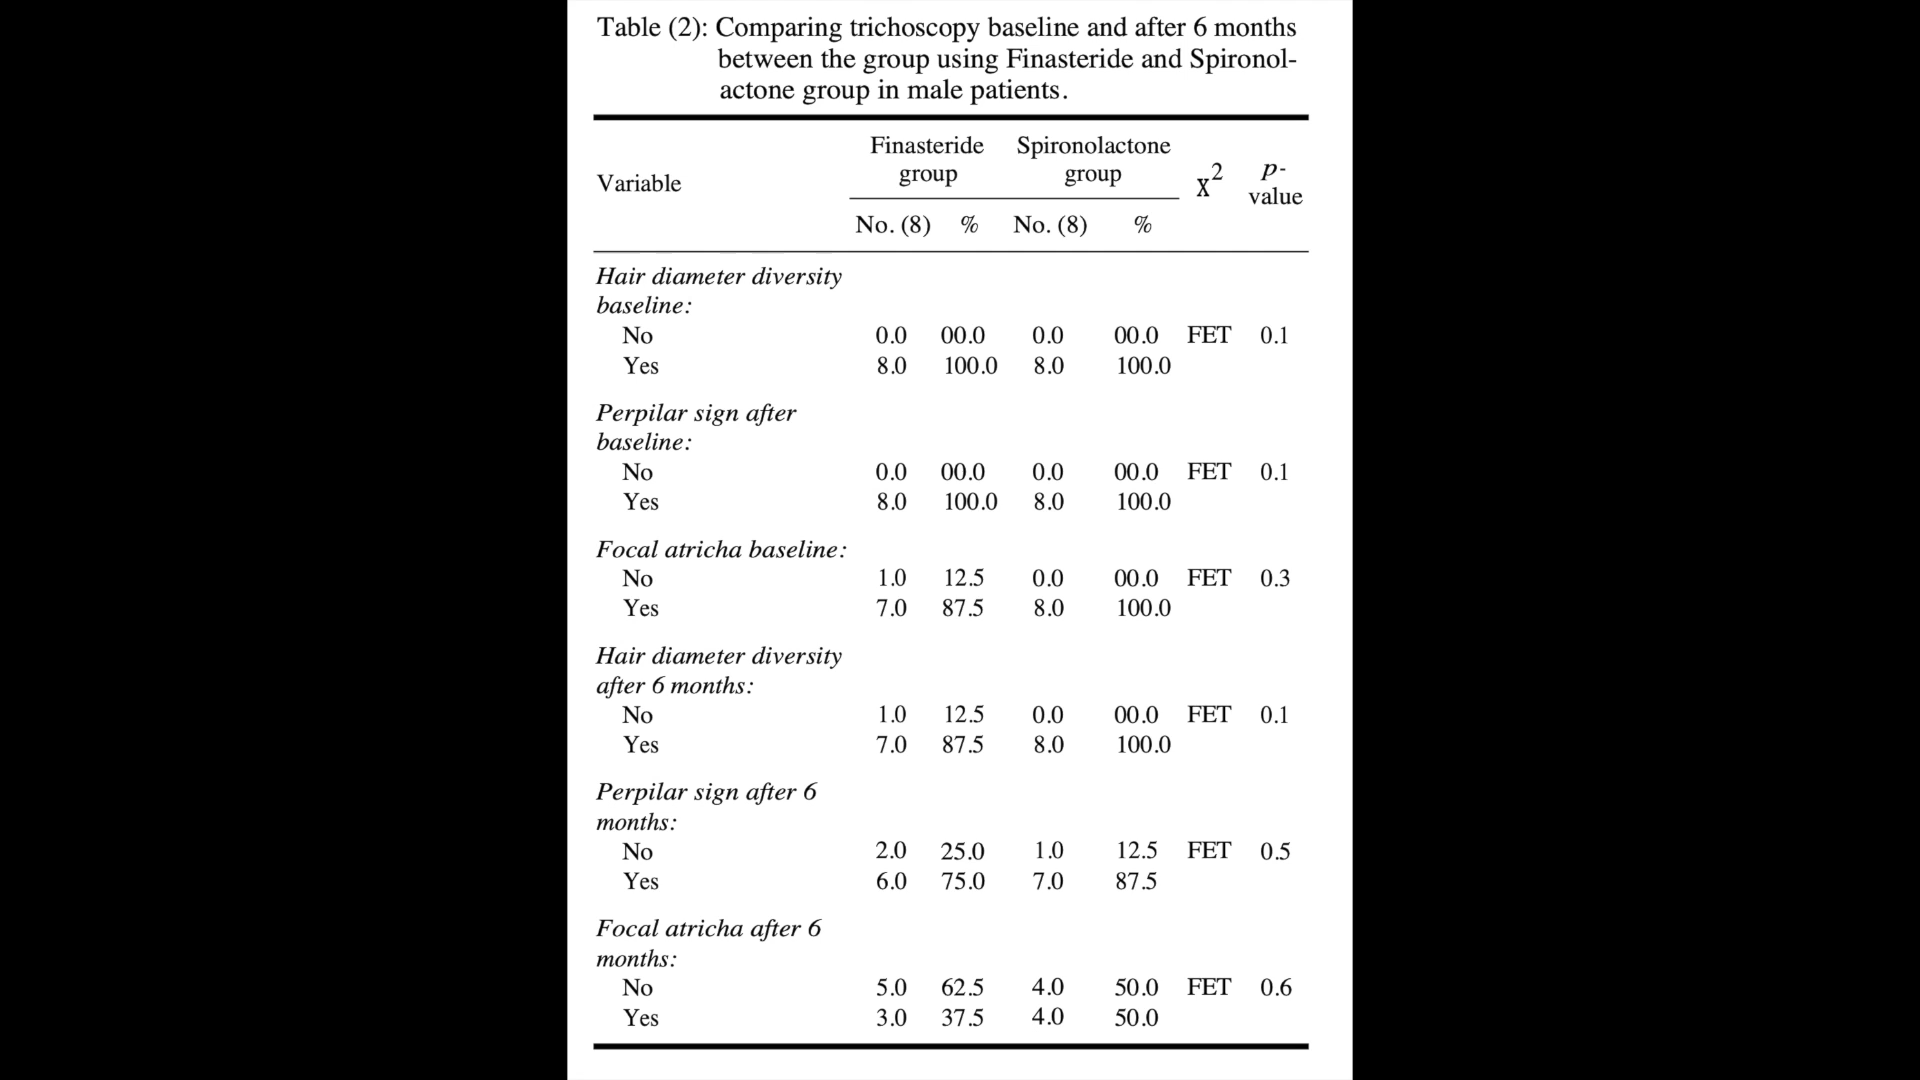 Table (2): Comparing trichoscopy baseline and after 6 months
between the group using Finasteride and Spironol-
actone group in male patients.
Variable Finasteride group Spironolactone group X² p-value
No. (8) % No. (8) %
Hair diameter diversity
baseline:
No 0.0 00.0 0.0 00.0 FET 0.1
Yes 8.0 100.0 8.0 100.0
Perpilar sign after
baseline:
No 0.0 00.0 0.0 00.0 FET 0.1
Yes 8.0 100.0 8.0 100.0
Focal atricha baseline:
No 1.0 12.5 0.0 00.0 FET 0.3
Yes 7.0 87.5 8.0 100.0
Hair diameter diversity
after 6 months:
No 1.0 12.5 0.0 00.0 FET 0.1
Yes 7.0 87.5 8.0 100.0
Perpilar sign after 6
months:
No 2.0 25.0 1.0 12.5 FET 0.5
Yes 6.0 75.0 7.0 87.5
Focal atricha after 6
months:
No 5.0 62.5 4.0 50.0 FET 0.6
Yes 3.0 37.5 4.0 50.0